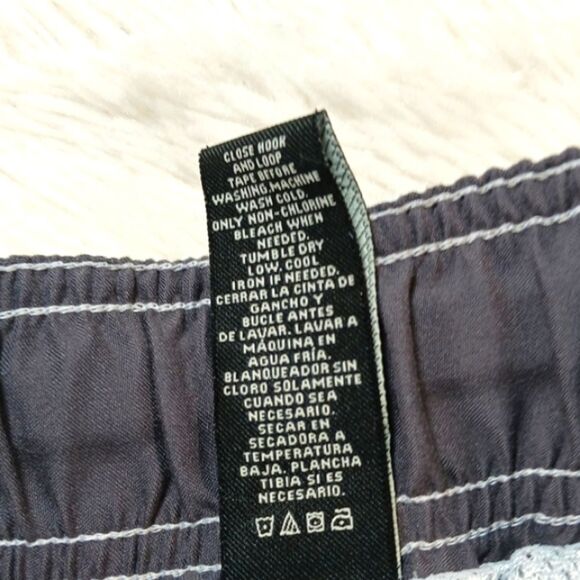 CLOSE HOOK
AND LOOP
TAPE BEFORE
WASHING, MACHINE
WASH COLD.
ONLY NON-CHLORINE
BLEACH WHEN
NEEDED.
TUMBLE DRY
LOW. COOL
IRON IF NEEDED.
CERRAR LA CINTA DE
GANCHO Y
BUCLE ANTES
DE LAVAR. LAVAR A
MÁQUINA EN
AGUA FRÍA.
BLANQUEADOR SIN
CLORO SOLAMENTE
CUANDO SEA
NECESARIO.
SECAR EN
SECADORA A
TEMPERATURA
BAJA. PLANCHA
TIBIA SI ES
NECESARIO.